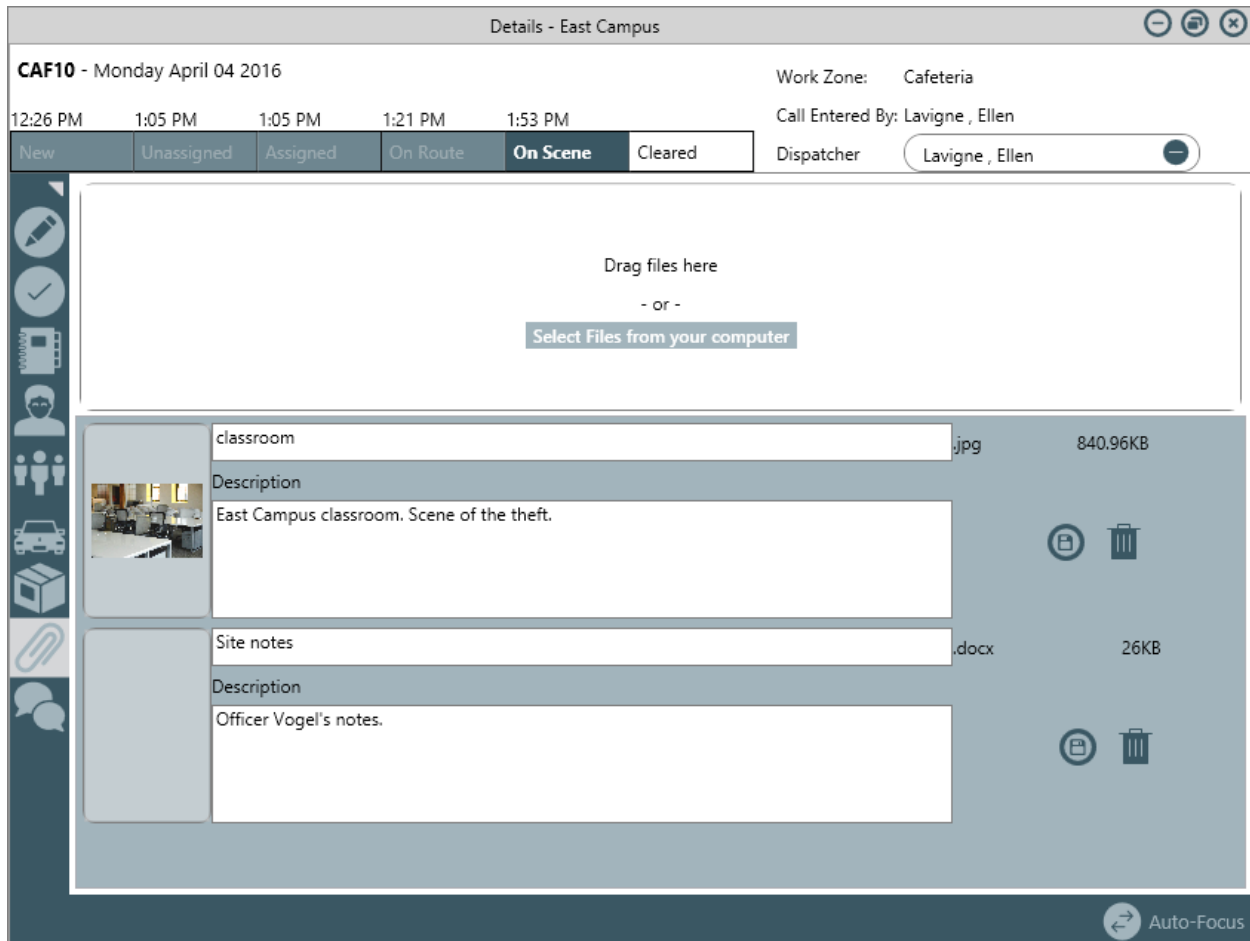 Details - East Campus
CAF10 - Monday April 04 2016
Work Zone: Cafeteria
12:26 PM 1:05 PM 1:05 PM 1:21 PM 1:53 PM
Call Entered By: Lavigne , Ellen
New Unassigned Assigned On Route On Scene Cleared
Dispatcher Lavigne , Ellen
Drag files here
- or -
Select Files from your computer
classroom .jpg 840.96KB
Description
East Campus classroom. Scene of the theft.
Site notes .docx 26KB
Description
Officer Vogel's notes.
Auto-Focus